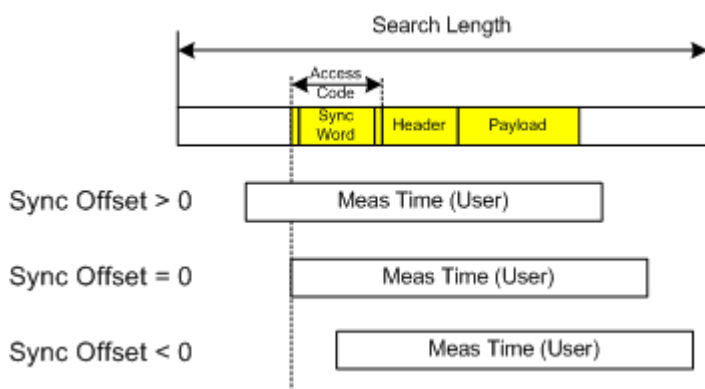 Search Length
Access
Code
Sync
Word
Header
Payload
Sync Offset > 0
Meas Time (User)
Sync Offset = 0
Meas Time (User)
Sync Offset < 0
Meas Time (User)